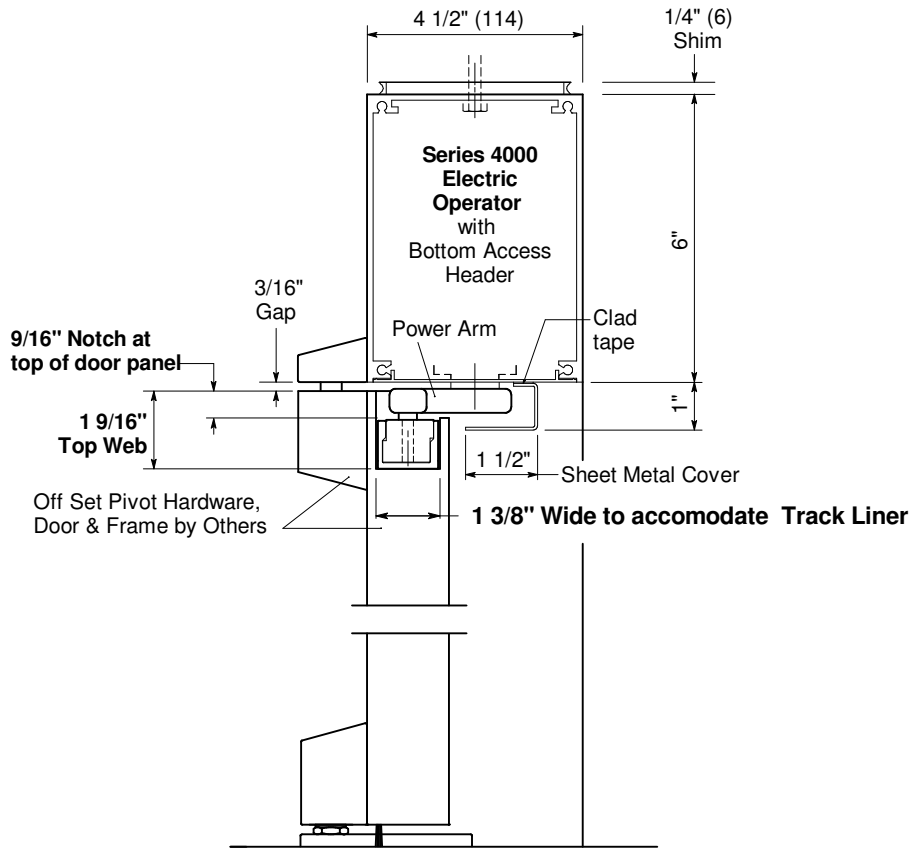 4 1/2" (114)
1/4" (6)
Shim
Series 4000
Electric
Operator
with
Bottom Access
Header
6"
3/16"
Gap
Power Arm
Clad
tape
9/16" Notch at
top of door panel
1"
1 9/16"
Top Web
1 1/2"
Sheet Metal Cover
Off Set Pivot Hardware,
Door & Frame by Others
1 3/8" Wide to accomodate Track Liner